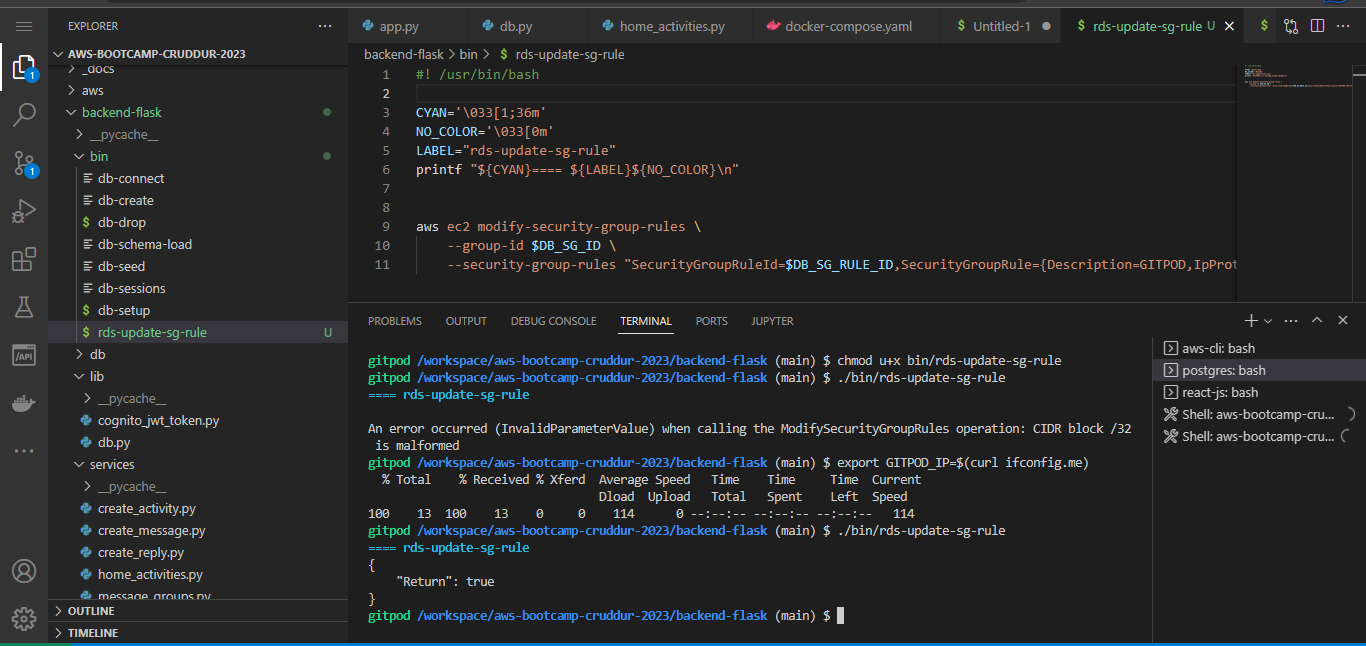 EXPLORER
AWS-BOOTCAMP-CRUDDUR-2023
_docs
aws
backend-flask
__pycache__
bin
db-connect
db-create
$ db-drop
db-schema-load
db-seed
db-sessions
$ db-setup
$ rds-update-sg-rule U
db
lib
__pycache__
cognito_jwt_token.py
db.py
services
__pycache__
create_activity.py
create_message.py
create_reply.py
home_activities.py
message_groups.py
OUTLINE
TIMELINE
1
1
/API
app.py
db.py
home_activities.py
docker-compose.yaml
$ Untitled-1
$ rds-update-sg-rule U
$
backend-flask > bin > $ rds-update-sg-rule
1 #! /usr/bin/bash
2
3 CYAN='\033[1;36m'
4 NO_COLOR='\033[0m'
5 LABEL="rds-update-sg-rule"
6 printf "${CYAN}==== ${LABEL}${NO_COLOR}\n"
7
8
9 aws ec2 modify-security-group-rules \
10 --group-id $DB_SG_ID \
11 --security-group-rules "SecurityGroupRuleId=$DB_SG_RULE_ID,SecurityGroupRule={Description=GITPOD,IpProt
PROBLEMS OUTPUT DEBUG CONSOLE TERMINAL PORTS JUPYTER
gitpod /workspace/aws-bootcamp-cruddur-2023/backend-flask (main) $ chmod u+x bin/rds-update-sg-rule
gitpod /workspace/aws-bootcamp-cruddur-2023/backend-flask (main) $ ./bin/rds-update-sg-rule
==== rds-update-sg-rule
An error occurred (InvalidParameterValue) when calling the ModifySecurityGroupRules operation: CIDR block /32
is malformed
gitpod /workspace/aws-bootcamp-cruddur-2023/backend-flask (main) $ export GITPOD_IP=$(curl ifconfig.me)
% Total % Received % Xferd Average Speed Time Time Time Current
Dload Upload Total Spent Left Speed
100 13 100 13 0 0 114 0 --:--:-- --:--:-- --:--:-- 114
gitpod /workspace/aws-bootcamp-cruddur-2023/backend-flask (main) $ ./bin/rds-update-sg-rule
==== rds-update-sg-rule
{
"Return": true
}
gitpod /workspace/aws-bootcamp-cruddur-2023/backend-flask (main) $
aws-cli: bash
postgres: bash
react-js: bash
Shell: aws-bootcamp-cru...
Shell: aws-bootcamp-cru...